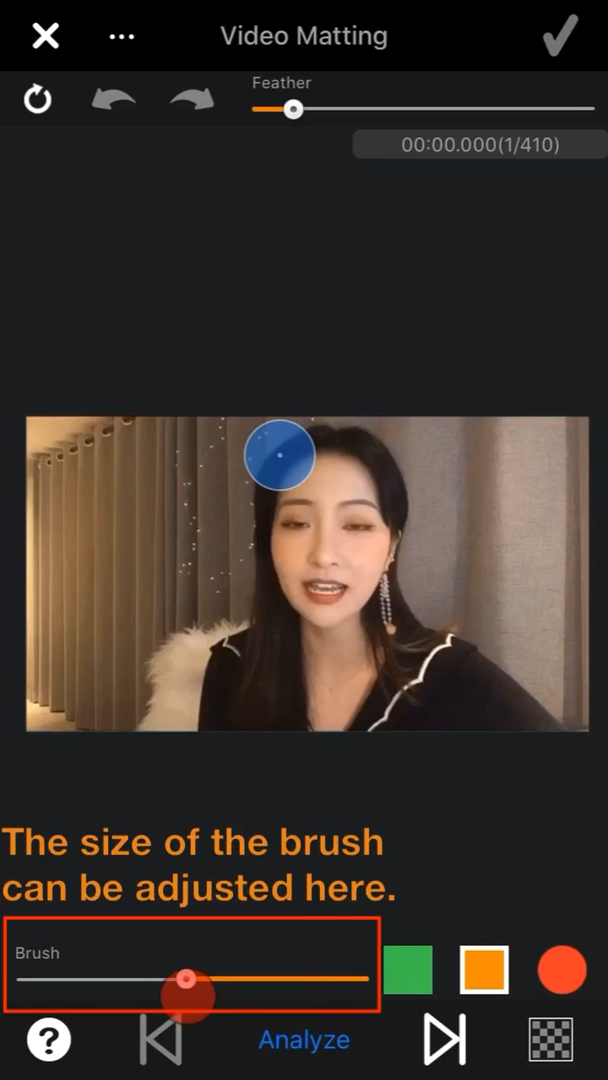 Video Matting
Feather
00:00.000(1/410)
The size of the brush
can be adjusted here.
Brush
?
Analyze